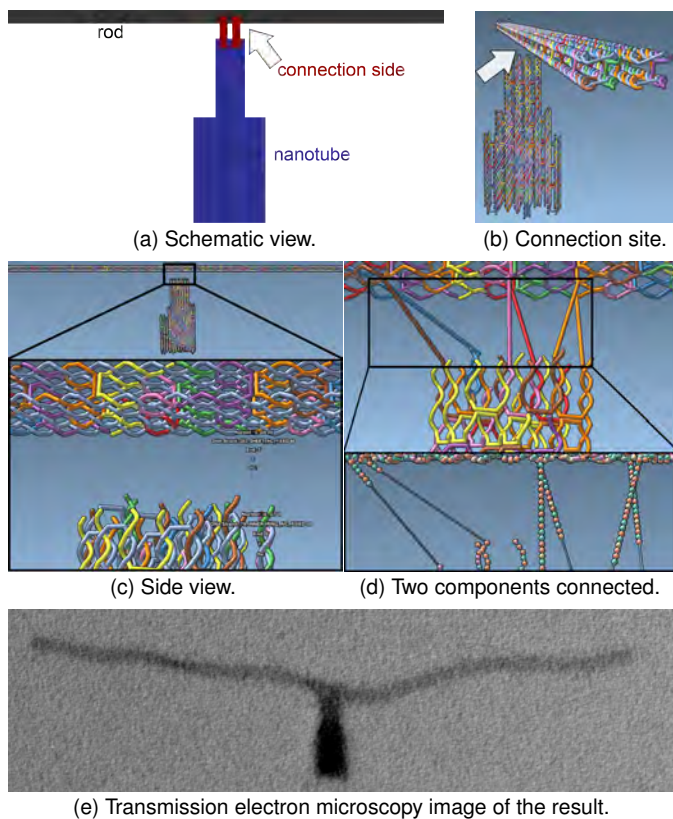 rod
connection side
nanotube
(a) Schematic view.
(b) Connection site.
(c) Side view.
(d) Two components connected.
(e) Transmission electron microscopy image of the result.